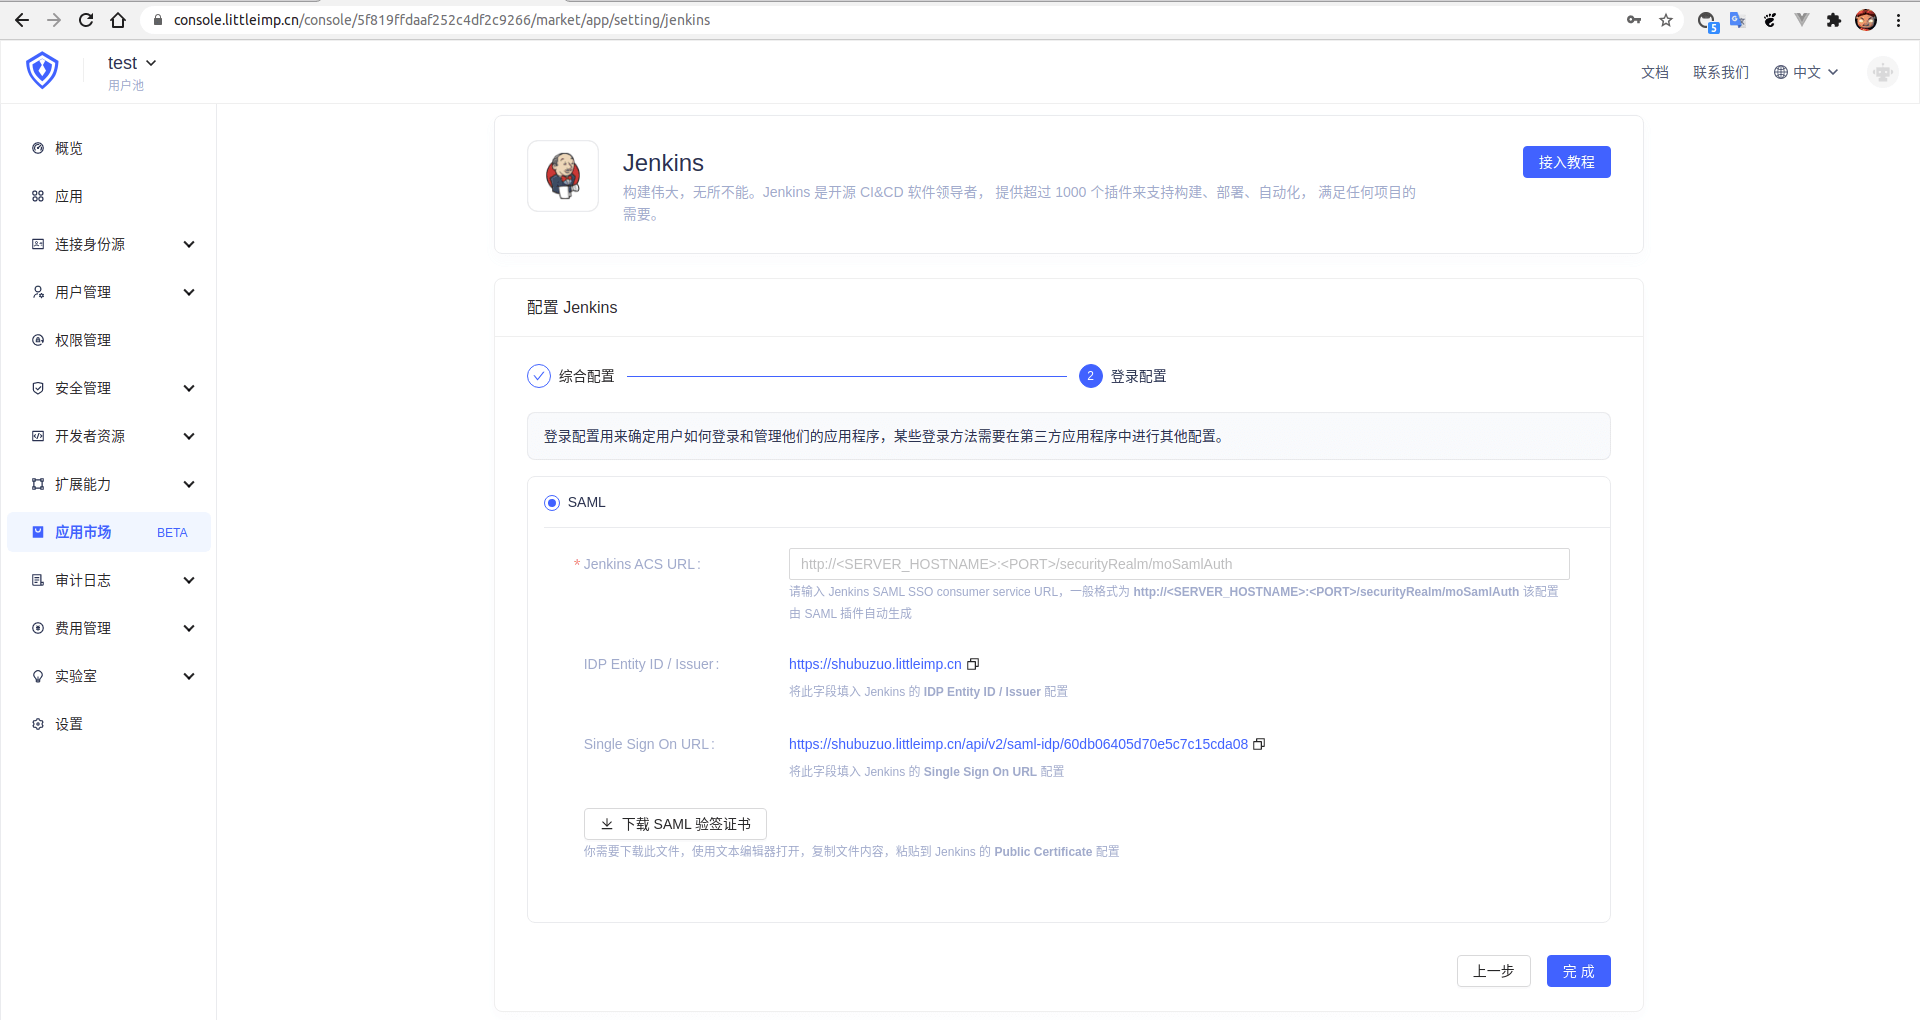 console.littleimp.cn/console/5f819ffdaaf252c4df2c9266/market/app/setting/jenkins
5
test
用户池
文档
联系我们
中文
概览
应用
连接身份源
用户管理
权限管理
安全管理
开发者资源
扩展能力
应用市场 BETA
审计日志
费用管理
实验室
设置
Jenkins
接入教程
构建伟大，无所不能。Jenkins 是开源 CI&CD 软件领导者， 提供超过 1000 个插件来支持构建、部署、自动化， 满足任何项目的
需要。
配置 Jenkins
综合配置
2 登录配置
登录配置用来确定用户如何登录和管理他们的应用程序，某些登录方法需要在第三方应用程序中进行其他配置。
SAML
* Jenkins ACS URL:
http://<SERVER_HOSTNAME>:<PORT>/securityRealm/moSamlAuth
请输入 Jenkins SAML SSO consumer service URL，一般格式为 http://<SERVER_HOSTNAME>:<PORT>/securityRealm/moSamlAuth 该配置
由 SAML 插件自动生成
IDP Entity ID / Issuer:
https://shubuzuo.littleimp.cn
将此字段填入 Jenkins 的 IDP Entity ID / Issuer 配置
Single Sign On URL:
https://shubuzuo.littleimp.cn/api/v2/saml-idp/60db06405d70e5c7c15cda08
将此字段填入 Jenkins 的 Single Sign On URL 配置
下载 SAML 验签证书
你需要下载此文件，使用文本编辑器打开，复制文件内容，粘贴到 Jenkins 的 Public Certificate 配置
上一步
完 成